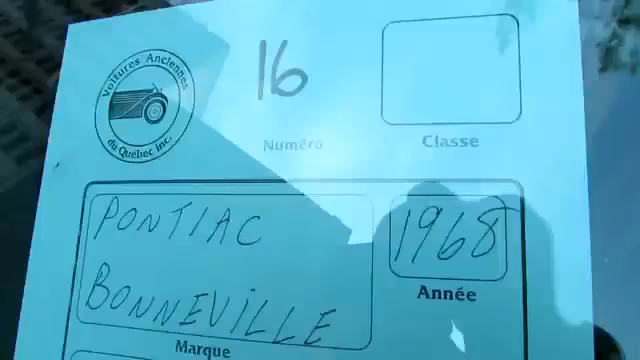 Voitures Anciennes
du Québec inc.
16
Numéro
Classe
PONTIAC
BONNEVILLE
Marque
1968
Année